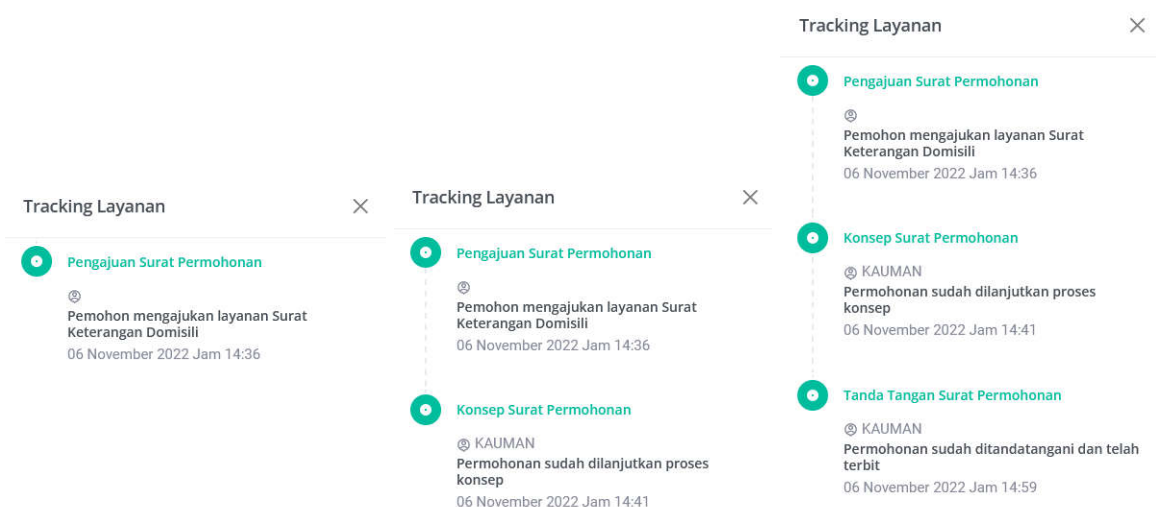 Tracking Layanan
Pengajuan Surat Permohonan
Pemohon mengajukan layanan Surat
Keterangan Domisili
06 November 2022 Jam 14:36
Tracking Layanan
Pengajuan Surat Permohonan
Pemohon mengajukan layanan Surat
Keterangan Domisili
06 November 2022 Jam 14:36
Konsep Surat Permohonan
KAUMAN
Permohonan sudah dilanjutkan proses
konsep
06 November 2022 Jam 14:41
Tracking Layanan
Pengajuan Surat Permohonan
Pemohon mengajukan layanan Surat
Keterangan Domisili
06 November 2022 Jam 14:36
Konsep Surat Permohonan
KAUMAN
Permohonan sudah dilanjutkan proses
konsep
06 November 2022 Jam 14:41
Tanda Tangan Surat Permohonan
KAUMAN
Permohonan sudah ditandatangani dan telah
terbit
06 November 2022 Jam 14:59